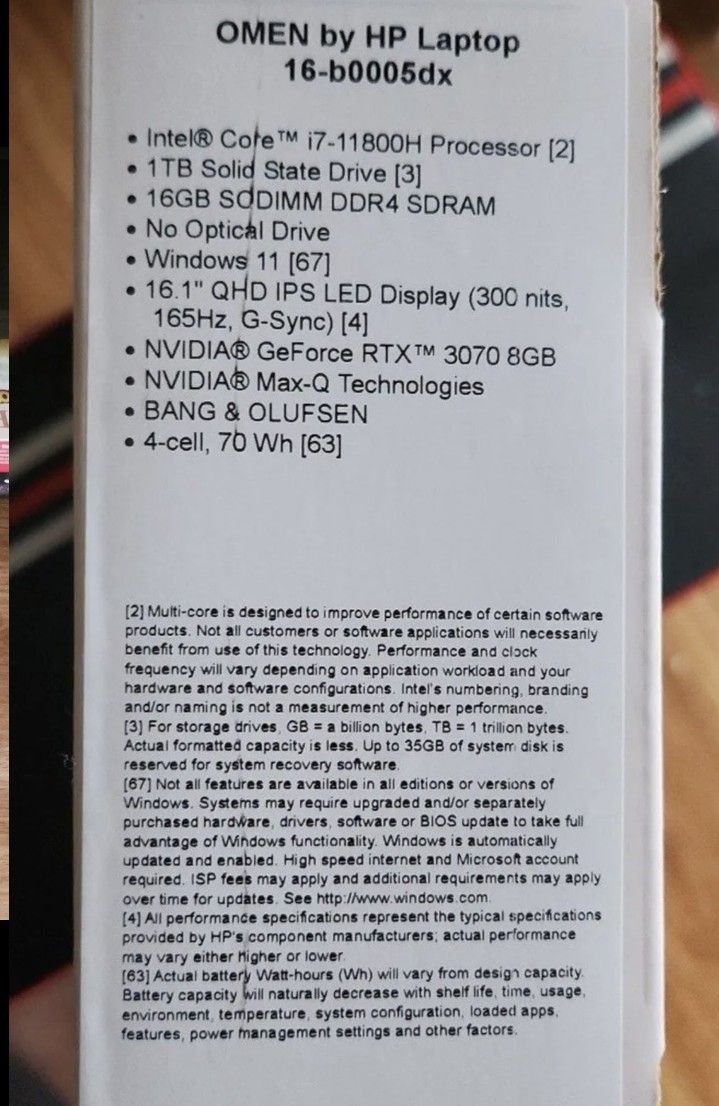 OMEN by HP Laptop
16-b0005dx
• Intel® Core™ i7-11800H Processor [2]
• 1TB Solid State Drive [3]
• 16GB SODIMM DDR4 SDRAM
• No Optical Drive
• Windows 11 [67]
• 16.1" QHD IPS LED Display (300 nits,
165Hz, G-Sync) [4]
• NVIDIA® GeForce RTX™ 3070 8GB
• NVIDIA® Max-Q Technologies
• BANG & OLUFSEN
• 4-cell, 70 Wh [63]
[2] Multi-core is designed to improve performance of certain software
products. Not all customers or software applications will necessarily
benefit from use of this technology. Performance and clock
frequency will vary depending on application workload and your
hardware and software configurations. Intel's numbering, branding
and/or naming is not a measurement of higher performance.
[3] For storage drives, GB = a billion bytes, TB = 1 trillion bytes.
Actual formatted capacity is less. Up to 35GB of system disk is
reserved for system recovery software.
[67] Not all features are available in all editions or versions of
Windows. Systems may require upgraded and/or separately
purchased hardware, drivers, software or BIOS update to take full
advantage of Windows functionality. Windows is automatically
updated and enabled. High speed internet and Microsoft account
required. ISP fees may apply and additional requirements may apply
over time for updates. See http://www.windows.com.
[4] All performance specifications represent the typical specifications
provided by HP's component manufacturers; actual performance
may vary either higher or lower.
[63] Actual battery Watt-hours (Wh) will vary from design capacity.
Battery capacity will naturally decrease with shelf life, time, usage,
environment, temperature, system configuration, loaded apps,
features, power management settings and other factors.